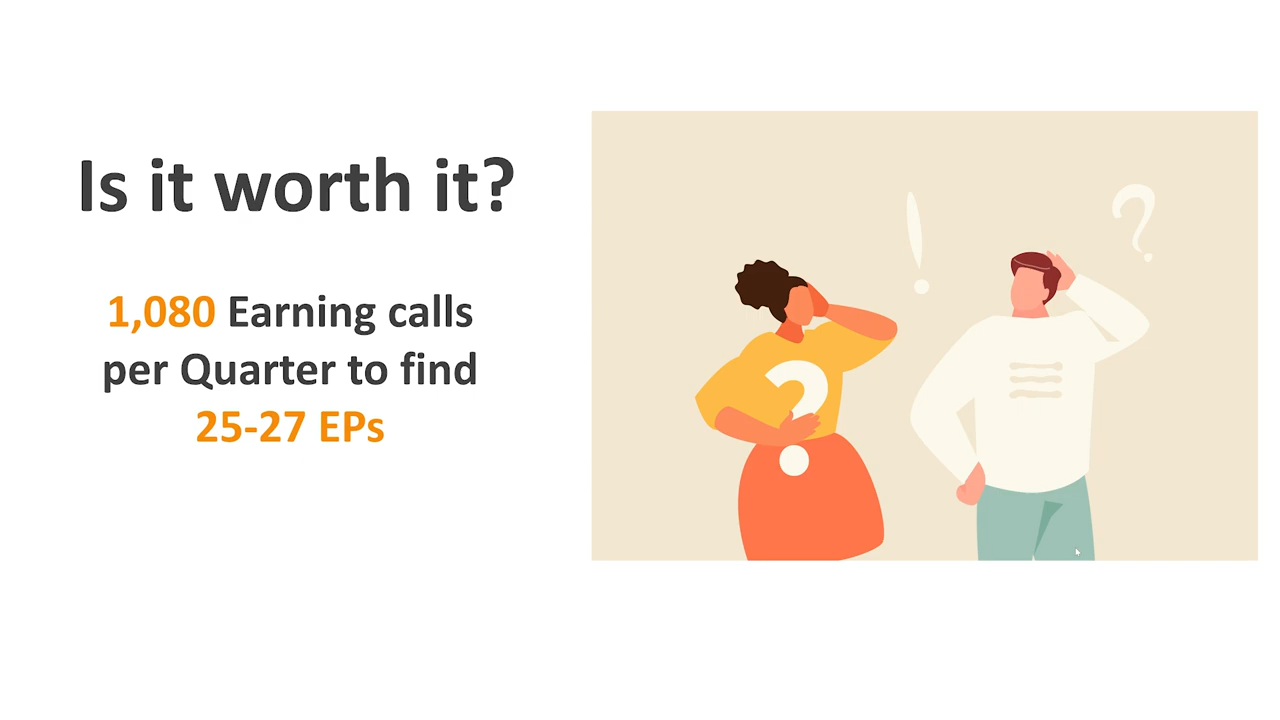 Is it worth it?
1,080 Earning calls
per Quarter to find
25-27 EPs
!
?
?